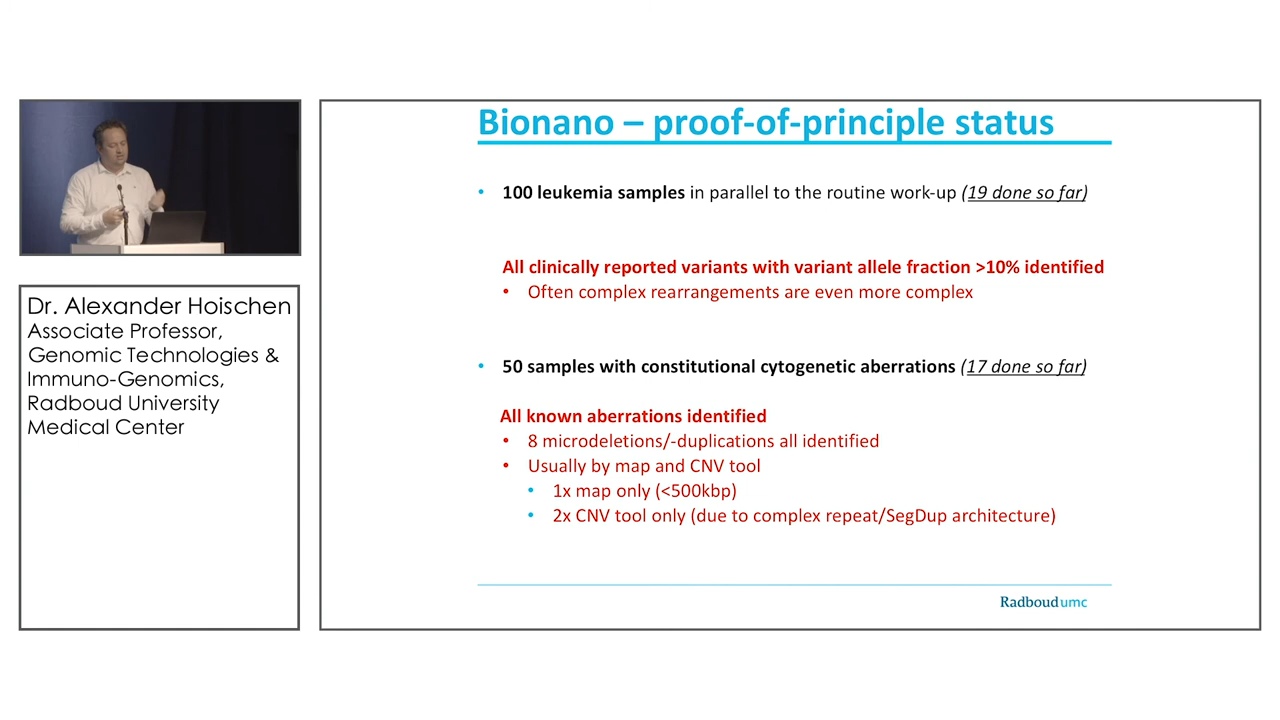 Bionano – proof-of-principle status
• 100 leukemia samples in parallel to the routine work-up (19 done so far)
All clinically reported variants with variant allele fraction >10% identified
• Often complex rearrangements are even more complex
• 50 samples with constitutional cytogenetic aberrations (17 done so far)
All known aberrations identified
• 8 microdeletions/-duplications all identified
• Usually by map and CNV tool
• 1x map only (<500kbp)
• 2x CNV tool only (due to complex repeat/SegDup architecture)
Radboudumc
Dr. Alexander Hoischen
Associate Professor,
Genomic Technologies &
Immuno-Genomics,
Radboud University
Medical Center